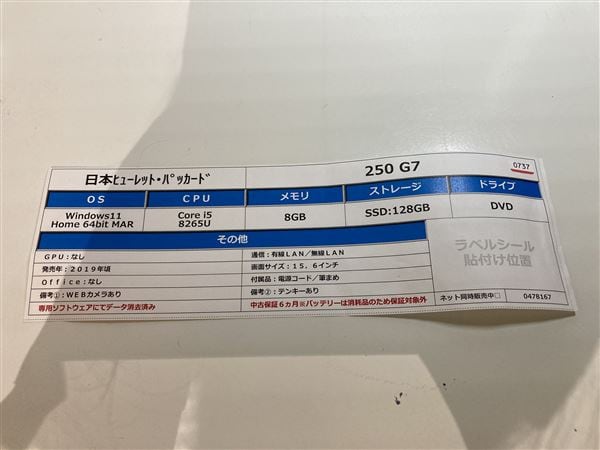 日本ﾋｭｰﾚｯﾄ・ﾊﾟｯｶｰﾄﾞ 250 G7 0737
OS CPU メモリ ストレージ ドライブ
Windows11 Home 64bit MAR Core i5 8265U 8GB SSD:128GB DVD
その他
GPU：なし 通信：有線LAN／無線LAN
発売年：2019年頃 画面サイズ：15．6インチ
Office：なし 付属品：電源コード／筆まめ
備考①：WEBカメラあり 備考②：テンキーあり
専用ソフトウェアにてデータ消去済み 中古保証6ヵ月※バッテリーは消耗品のため保証対象外
ラベルシール
貼付け位置
ネット同時販売中□ 0478167